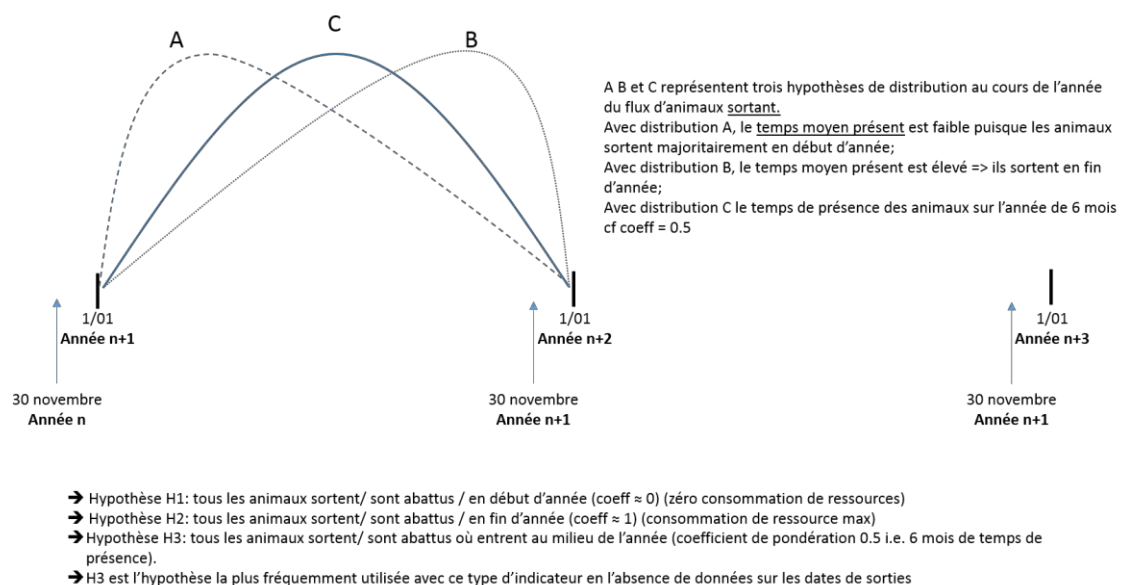 A
C
B
A B et C représentent trois hypothèses de distribution au cours de l'année
du flux d'animaux sortant.
Avec distribution A, le temps moyen présent est faible puisque les animaux
sortent majoritairement en début d'année;
Avec distribution B, le temps moyen présent est élevé => ils sortent en fin
d'année;
Avec distribution C le temps de présence des animaux sur l'année de 6 mois
cf coeff = 0.5
1/01
Année n+1
1/01
Année n+2
1/01
Année n+3
30 novembre
Année n
30 novembre
Année n+1
30 novembre
Année n+1
➔ Hypothèse H1: tous les animaux sortent/ sont abattus / en début d'année (coeff ≈ 0) (zéro consommation de ressources)
➔ Hypothèse H2: tous les animaux sortent/ sont abattus / en fin d'année (coeff ≈ 1) (consommation de ressource max)
➔ Hypothèse H3: tous les animaux sortent/ sont abattus où entrent au milieu de l'année (coefficient de pondération 0.5 i.e. 6 mois de temps de
présence).
➔ H3 est l'hypothèse la plus fréquemment utilisée avec ce type d'indicateur en l'absence de données sur les dates de sorties